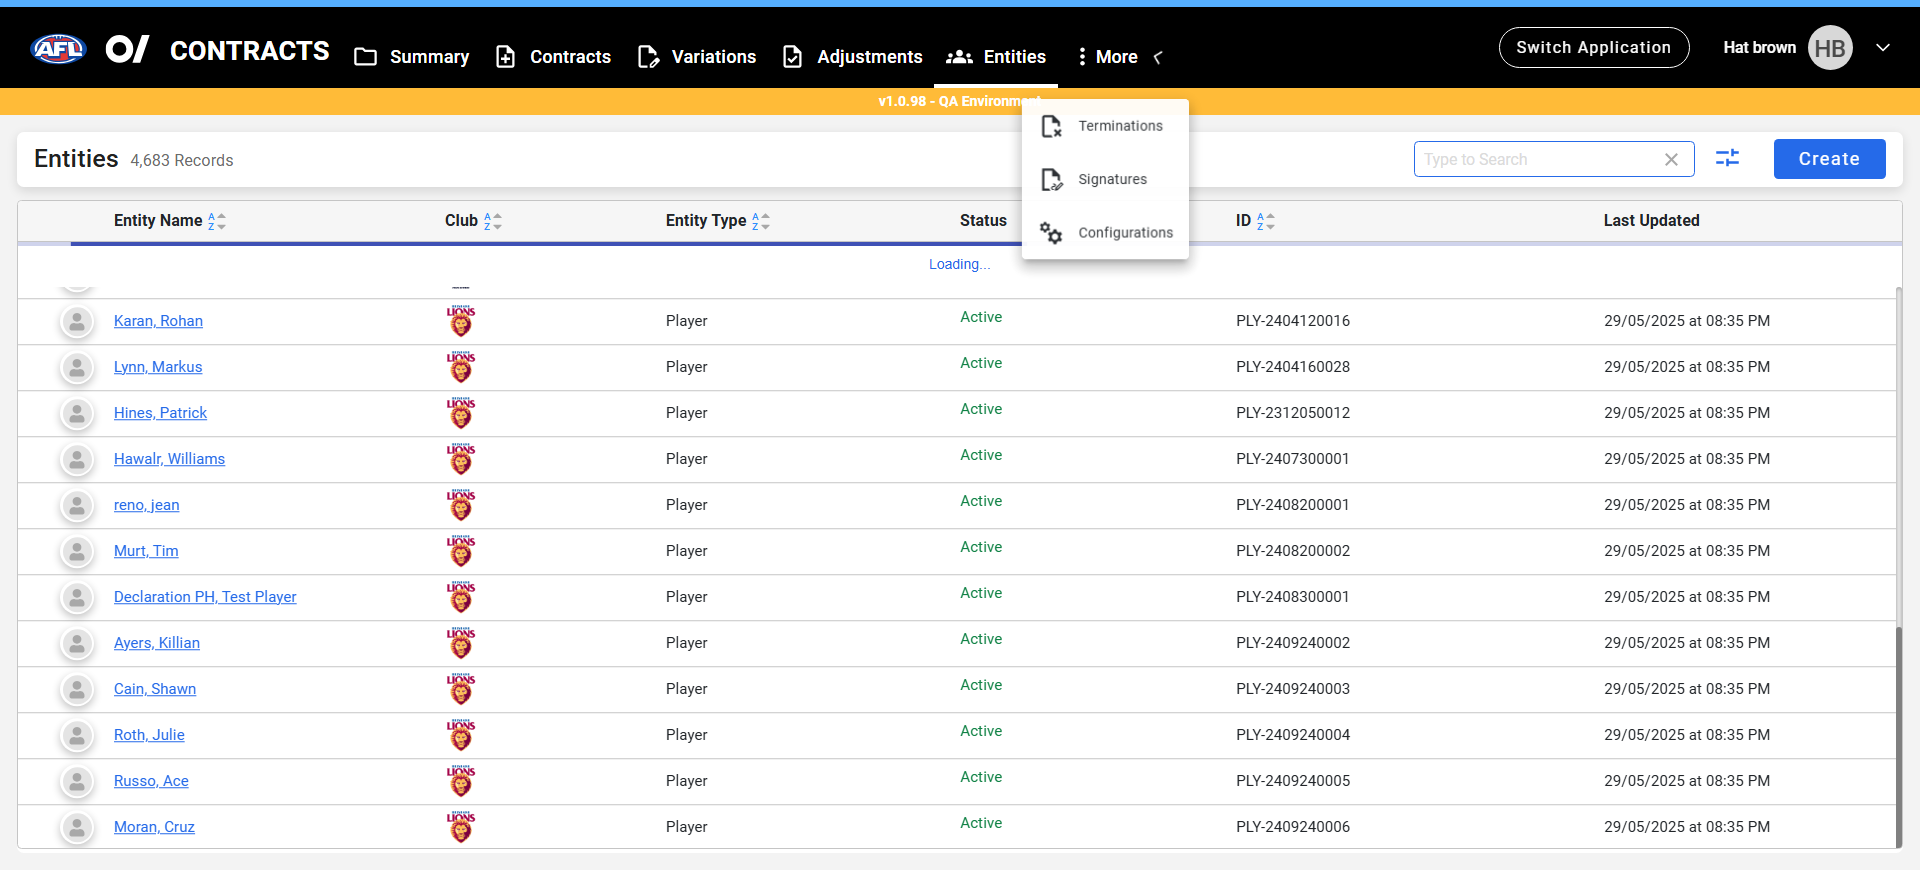 AFL CONTRACTS Summary Contracts Variations Adjustments Entities More Switch Application Hat brown HB
v1.0.98 - QA Environment
Terminations
Signatures
Configurations
Entities 4,683 Records Type to Search Create
Entity Name Club Entity Type Status ID Last Updated
Loading...
Karan, Rohan LIONS Player Active PLY-2404120016 29/05/2025 at 08:35 PM
Lynn, Markus LIONS Player Active PLY-2404160028 29/05/2025 at 08:35 PM
Hines, Patrick LIONS Player Active PLY-2312050012 29/05/2025 at 08:35 PM
Hawalr, Williams LIONS Player Active PLY-2407300001 29/05/2025 at 08:35 PM
reno, jean LIONS Player Active PLY-2408200001 29/05/2025 at 08:35 PM
Murt, Tim LIONS Player Active PLY-2408200002 29/05/2025 at 08:35 PM
Declaration PH, Test Player LIONS Player Active PLY-2408300001 29/05/2025 at 08:35 PM
Ayers, Killian LIONS Player Active PLY-2409240002 29/05/2025 at 08:35 PM
Cain, Shawn LIONS Player Active PLY-2409240003 29/05/2025 at 08:35 PM
Roth, Julie LIONS Player Active PLY-2409240004 29/05/2025 at 08:35 PM
Russo, Ace LIONS Player Active PLY-2409240005 29/05/2025 at 08:35 PM
Moran, Cruz LIONS Player Active PLY-2409240006 29/05/2025 at 08:35 PM